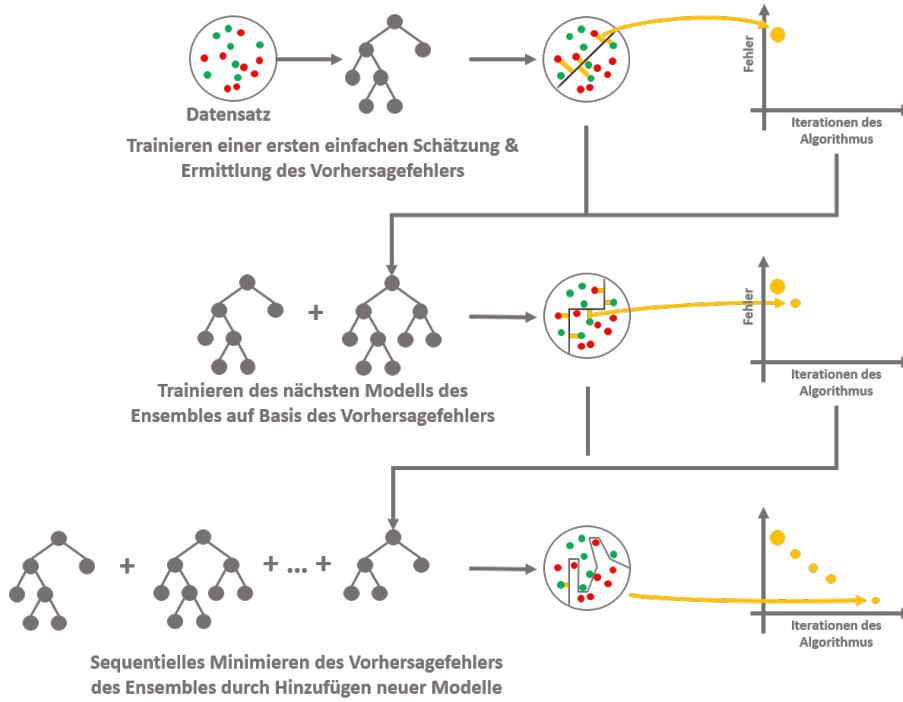 Datensatz
Trainieren einer ersten einfachen Schätzung &
Ermittlung des Vorhersagefehlers
Fehler
Iterationen des
Algorithmus
+
Trainieren des nächsten Modells des
Ensembles auf Basis des Vorhersagefehlers
Fehler
Iterationen des
Algorithmus
+ + ... +
Sequentielles Minimieren des Vorhersagefehlers
des Ensembles durch Hinzufügen neuer Modelle
Fehler
Iterationen des
Algorithmus